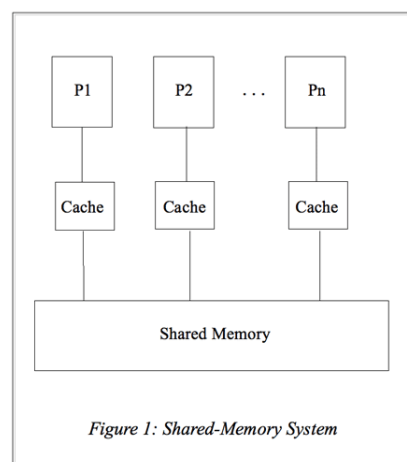 P1 P2 . . . Pn
Cache Cache Cache
Shared Memory
Figure 1: Shared-Memory System